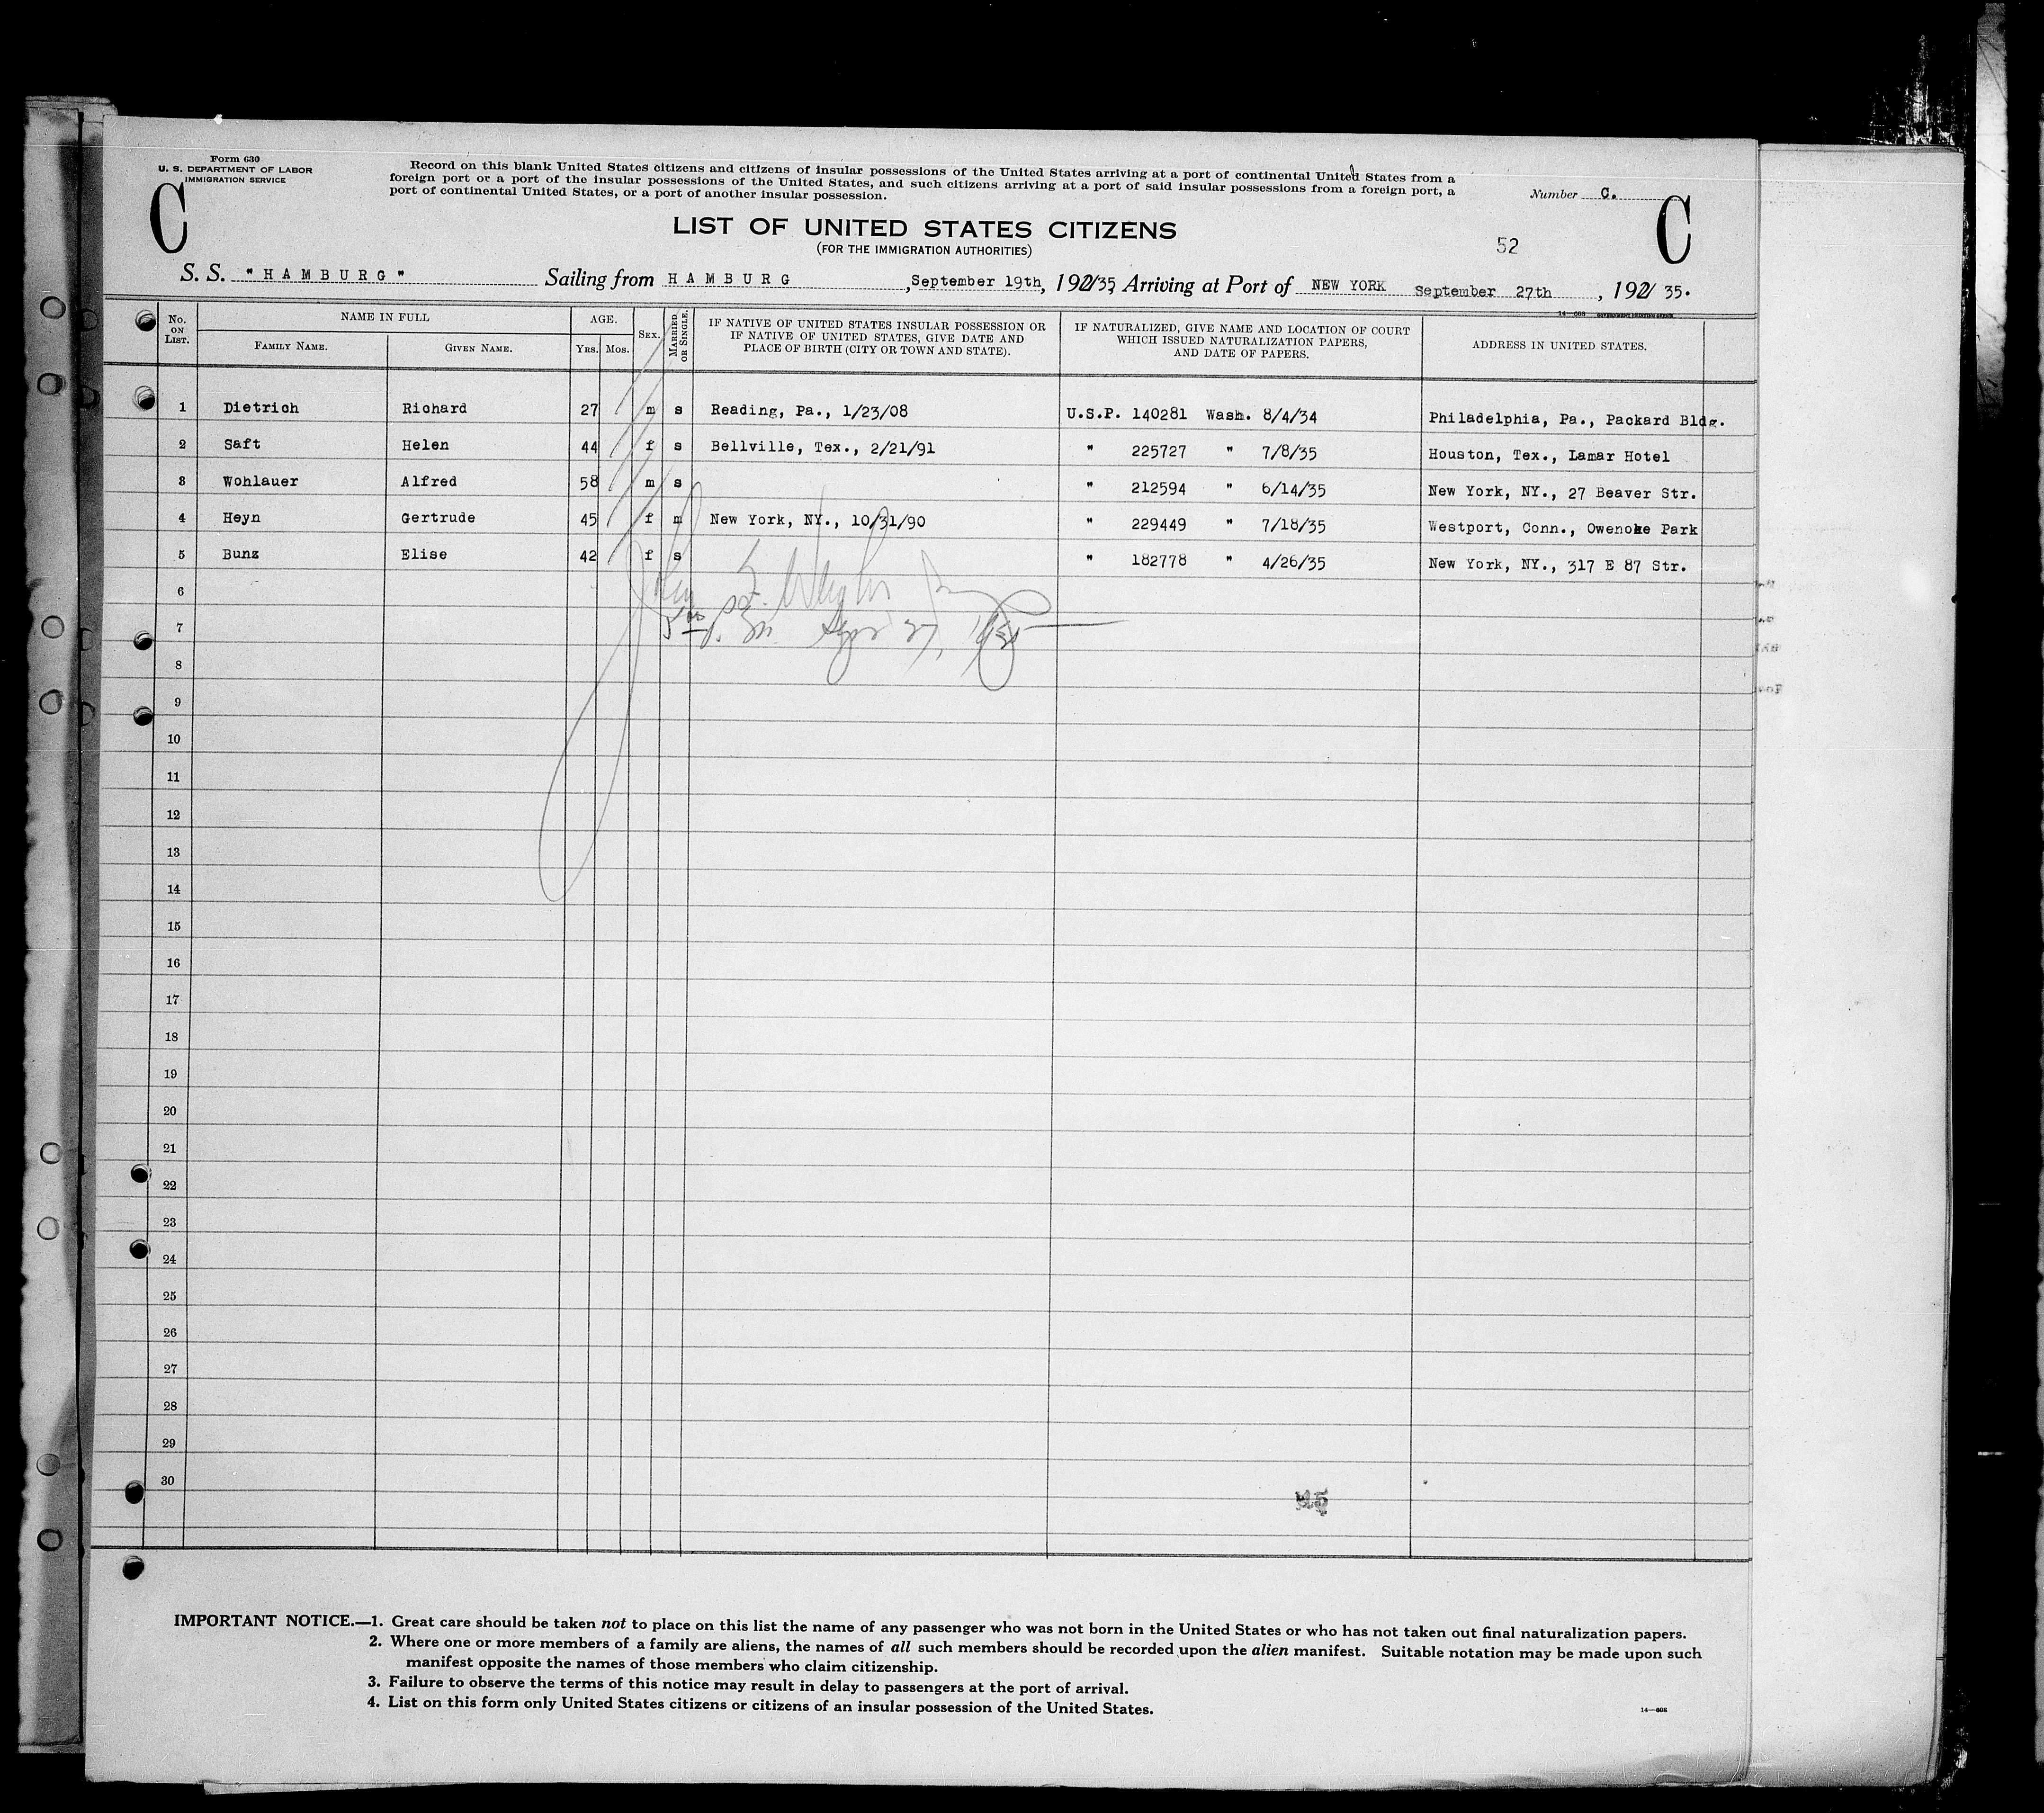 Form 630
U. S. DEPARTMENT OF LABOR
IMMIGRATION SERVICE
C
Record on this blank United States citizens and citizens of insular possessions of the United States arriving at a port of continental United States from a
foreign port or a port of the insular possessions of the United States, and such citizens arriving at a port of said insular possessions from a foreign port, a
port of continental United States, or a port of another insular possession.
Number C.
C
LIST OF UNITED STATES CITIZENS
(FOR THE IMMIGRATION AUTHORITIES)
52
S. S. "HAMBURG" Sailing from HAMBURG, September 19th, 192/35, Arriving at Port of NEW YORK September 27th, 192/35.
14-608 GOVERNMENT PRINTING OFFICE
No. ON LIST. NAME IN FULL FAMILY NAME. GIVEN NAME. AGE. Yrs. Mos. SEX. MARRIED OR SINGLE. IF NATIVE OF UNITED STATES INSULAR POSSESSION OR IF NATIVE OF UNITED STATES, GIVE DATE AND PLACE OF BIRTH (CITY OR TOWN AND STATE). IF NATURALIZED, GIVE NAME AND LOCATION OF COURT WHICH ISSUED NATURALIZATION PAPERS, AND DATE OF PAPERS. ADDRESS IN UNITED STATES.
1 Dietrich Richard 27 m s Reading, Pa., 1/23/08 U.S.P. 140281 Wash. 8/4/34 Philadelphia, Pa., Packard Bldg.
2 Saft Helen 44 f s Bellville, Tex., 2/21/91 " 225727 " 7/8/35 Houston, Tex., Lamar Hotel
3 Wohlauer Alfred 58 m s " 212594 " 6/14/35 New York, NY., 27 Beaver Str.
4 Heyn Gertrude 45 f m New York, NY., 10/31/90 " 229449 " 7/18/35 Westport, Conn., Owenoke Park
5 Bunz Elise 42 f s " 182778 " 4/26/35 New York, NY., 317 E 87 Str.
6
7
8
9
10
11
12
13
14
15
16
17
18
19
20
21
22
23
24
25
26
27
28
29
30
IMPORTANT NOTICE.—1. Great care should be taken not to place on this list the name of any passenger who was not born in the United States or who has not taken out final naturalization papers.
2. Where one or more members of a family are aliens, the names of all such members should be recorded upon the alien manifest. Suitable notation may be made upon such
manifest opposite the names of those members who claim citizenship.
3. Failure to observe the terms of this notice may result in delay to passengers at the port of arrival.
4. List on this form only United States citizens or citizens of an insular possession of the United States.
14—608